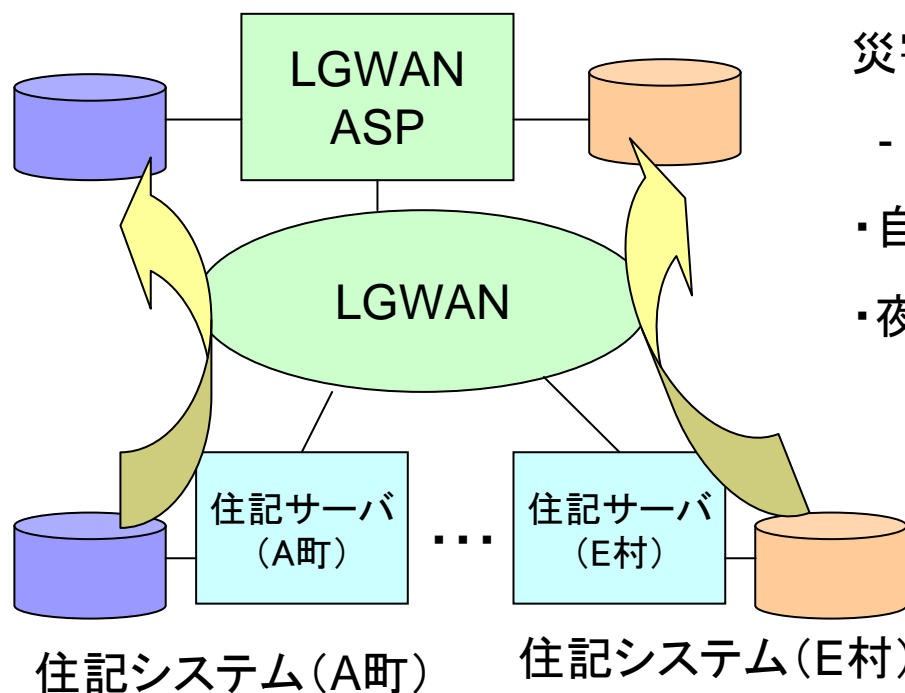 LGWAN
ASP
災
-
・自
・夜
LGWAN
住記サーバ
(A町)
・・・
住記サーバ
(E村)
住記システム(A町)
住記システム(E村)